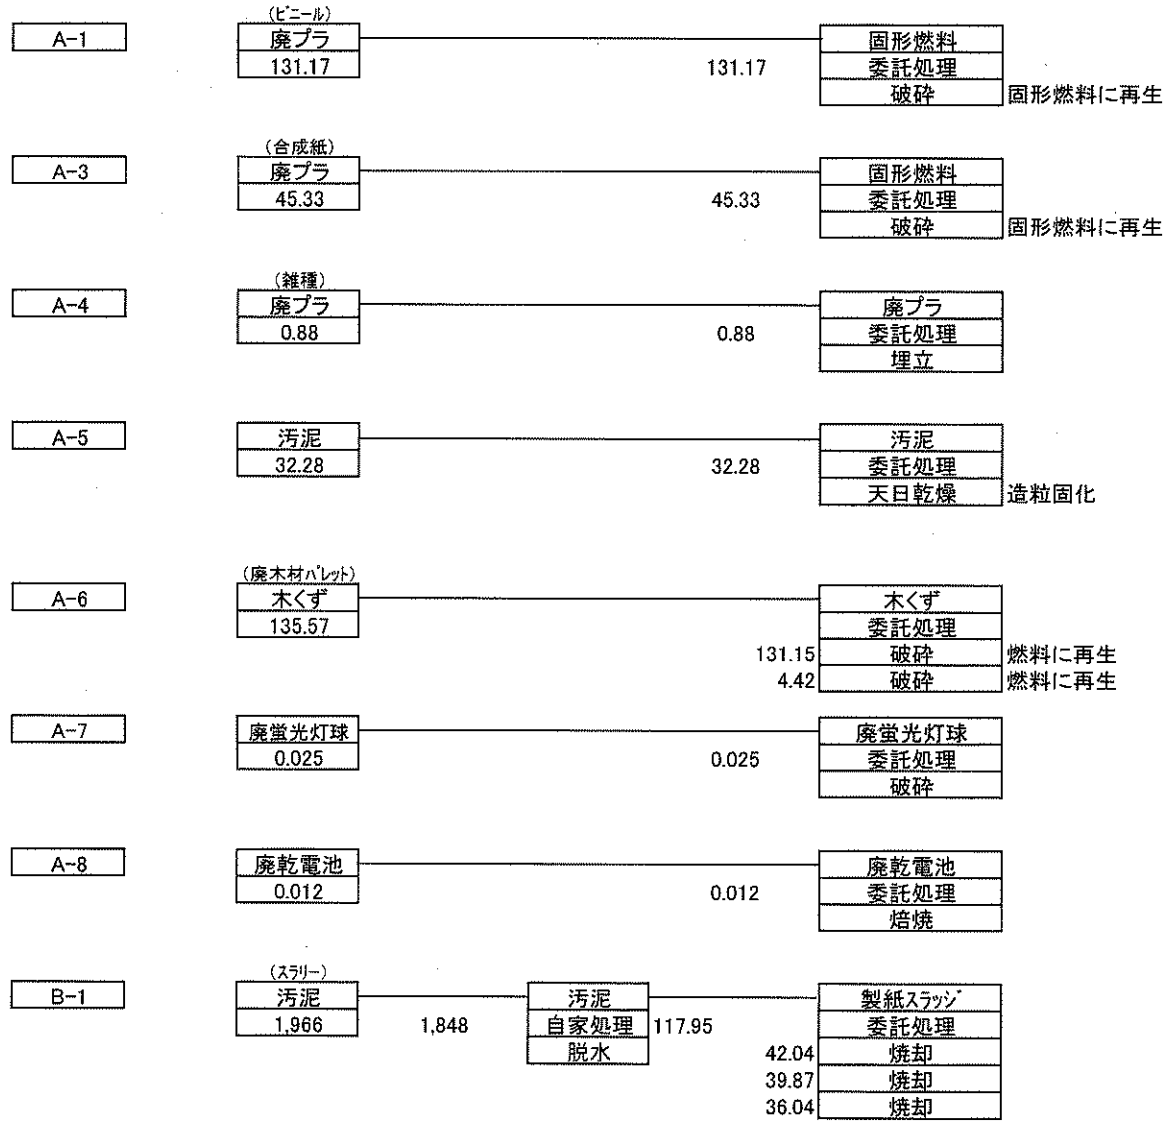 (ビニール)
A-1 廃プラ 固形燃料
131.17 131.17 委託処理
破砕 固形燃料に再生
(合成紙)
A-3 廃プラ 固形燃料
45.33 45.33 委託処理
破砕 固形燃料に再生
(雑種)
A-4 廃プラ 廃プラ
0.88 0.88 委託処理
埋立
A-5 汚泥 汚泥
32.28 32.28 委託処理
天日乾燥 造粒固化
(廃木材パレット)
A-6 木くず 木くず
135.57 委託処理
131.15 破砕 燃料に再生
4.42 破砕 燃料に再生
A-7 廃蛍光灯球 廃蛍光灯球
0.025 0.025 委託処理
破砕
A-8 廃乾電池 廃乾電池
0.012 0.012 委託処理
焙焼
(スラリー)
B-1 汚泥 汚泥 製紙スラッジ
1,966 1,848 自家処理 117.95 委託処理
脱水 42.04 焼却
39.87 焼却
36.04 焼却